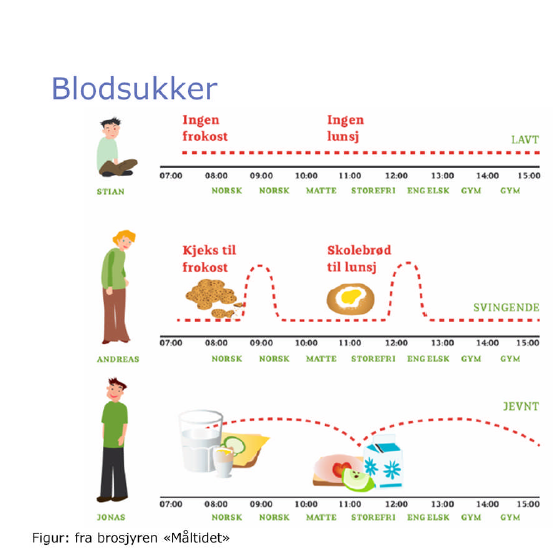 Blodsukker
Ingen
frokost
Ingen
lunsj
LAVT
07:00 08:00 09:00 10:00 11:00 12:00 13:00 14:00 15:00
STIAN NORSK NORSK MATTE STOREFRI ENGELSK GYM GYM
Kjeks til
frokost
Skolebrød
til lunsj
SVINGENDE
07:00 08:00 09:00 10:00 11:00 12:00 13:00 14:00 15:00
ANDREAS NORSK NORSK MATTE STOREFRI ENGELSK GYM GYM
JEVNT
07:00 08:00 09:00 10:00 11:00 12:00 13:00 14:00 15:00
JONAS NORSK NORSK MATTE STOREFRI ENGELSK GYM GYM
Figur: fra brosjyren «Måltidet»